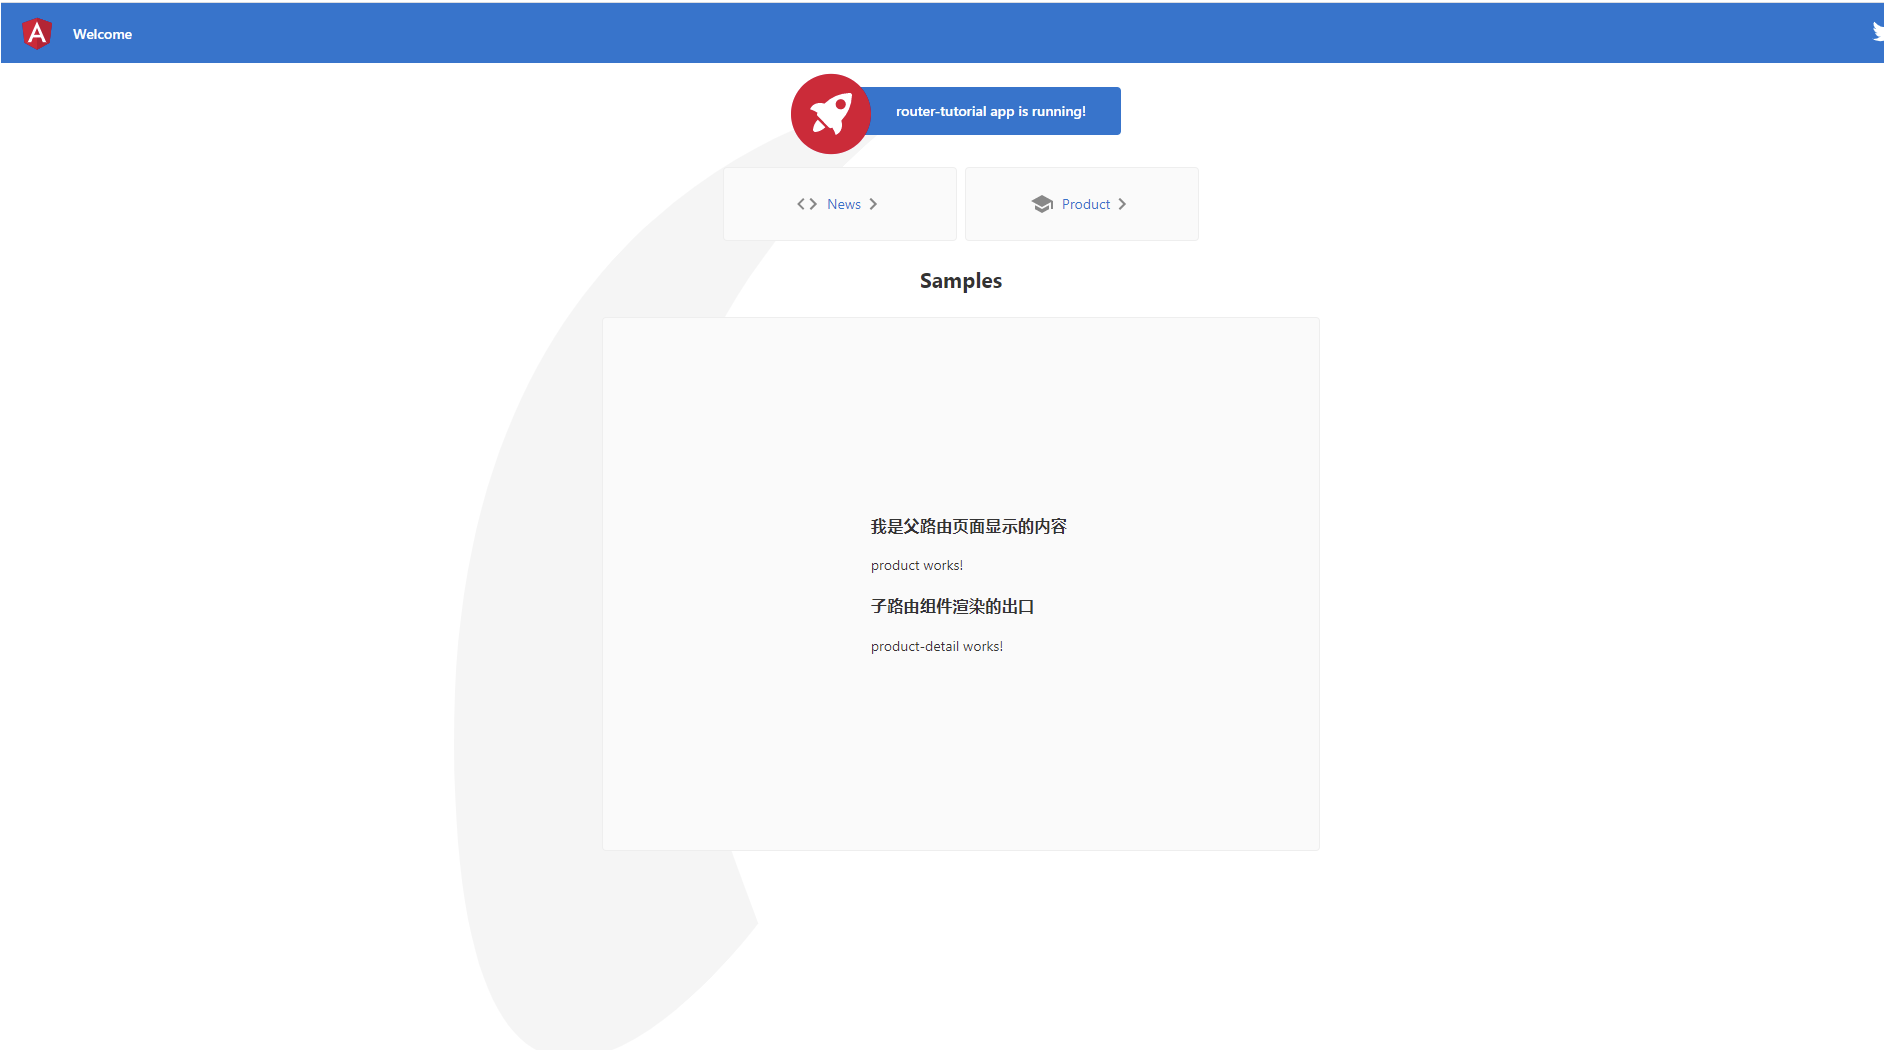 Welcome
router-tutorial app is running!
News
Product
Samples
我是父路由页面显示的内容
product works!
子路由组件渲染的出口
product-detail works!